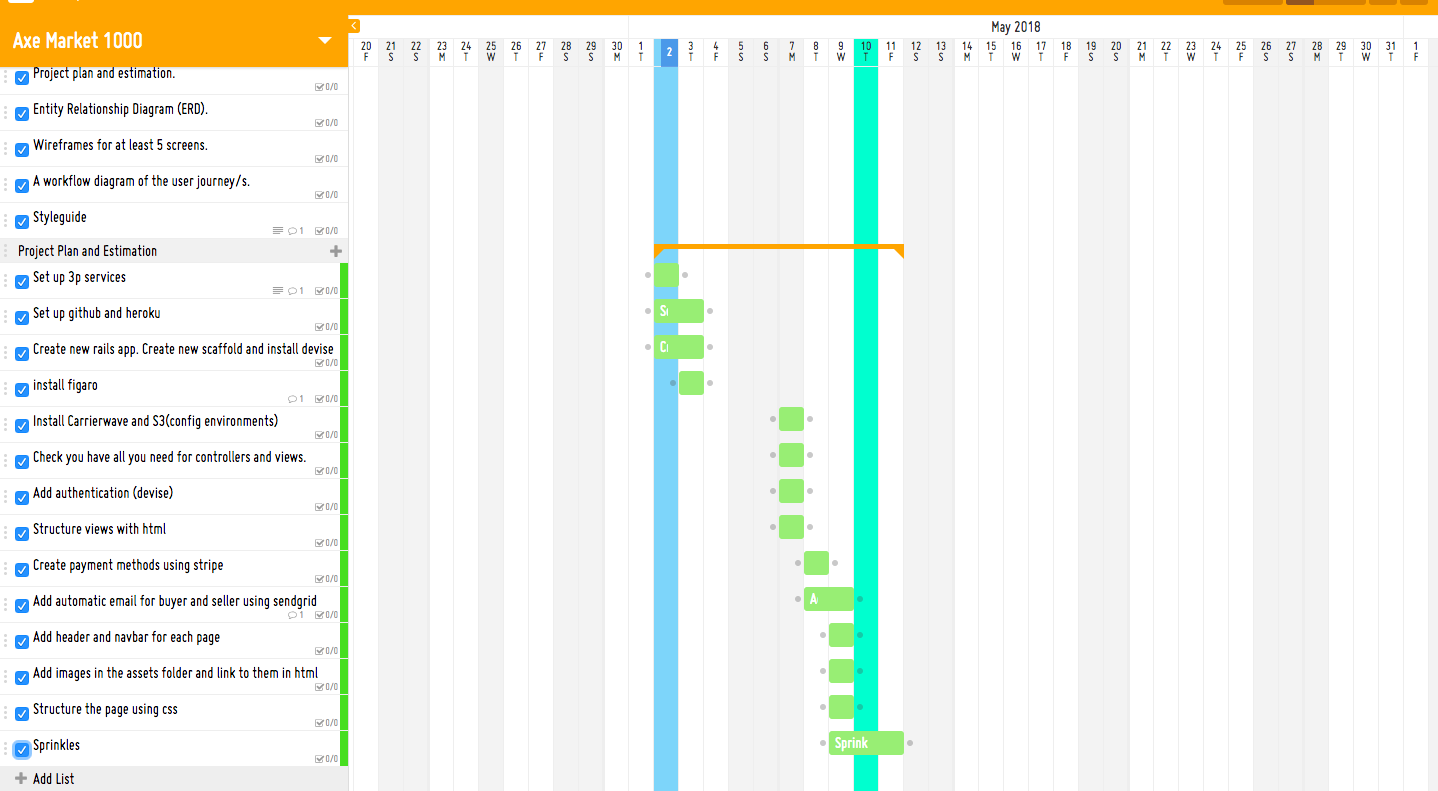 Axe Market 1000
May 2018
20 21 22 23 24 25 26 27 28 29 30 1 2 3 4 5 6 7 8 9 10 11 12 13 14 15 16 17 18 19 20 21 22 23 24 25 26 27 28 29 30 31 1
F S S M T W T F S S M T T F S S M T W T F S S M T W T F S S M T W T F S S M T W T F
Project plan and estimation.
0/0
Entity Relationship Diagram (ERD).
0/0
Wireframes for at least 5 screens.
0/0
A workflow diagram of the user journey/s.
0/0
Styleguide
1 0/0
Project Plan and Estimation
Set up 3p services
1 0/0
Set up github and heroku
0/0
Create new rails app. Create new scaffold and install devise
0/0
install figaro
1 0/0
Install Carrierwave and S3(config environments)
0/0
Check you have all you need for controllers and views.
0/0
Add authentication (devise)
0/0
Structure views with html
0/0
Create payment methods using stripe
0/0
Add automatic email for buyer and seller using sendgrid
A
1 0/0
Add header and navbar for each page
0/0
Add images in the assets folder and link to them in html
0/0
Structure the page using css
0/0
Sprinkles
Sprink
0/0
Add List